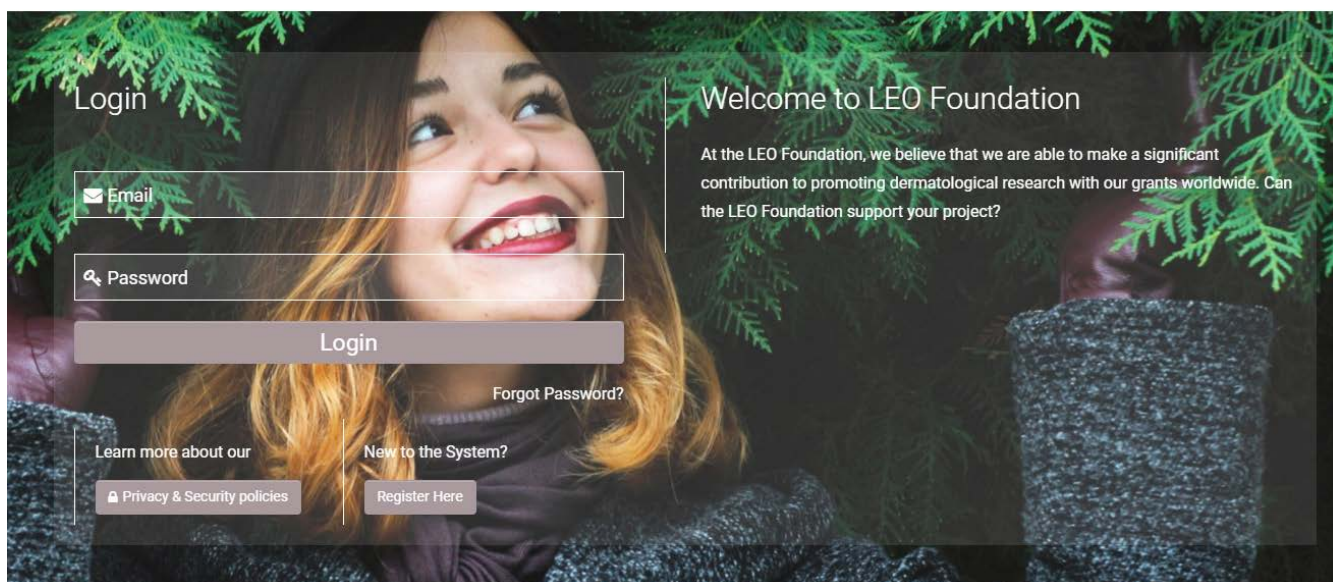 Login
Email
Password
Login
Forgot Password?
Learn more about our
Privacy & Security policies
New to the System?
Register Here
Welcome to LEO Foundation
At the LEO Foundation, we believe that we are able to make a significant
contribution to promoting dermatological research with our grants worldwide. Can
the LEO Foundation support your project?